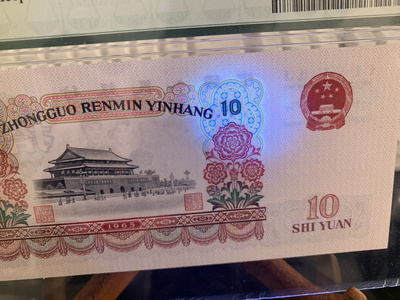 ZHONGGUO RENMIN YINHANG 10
1965
10
SHI YUAN